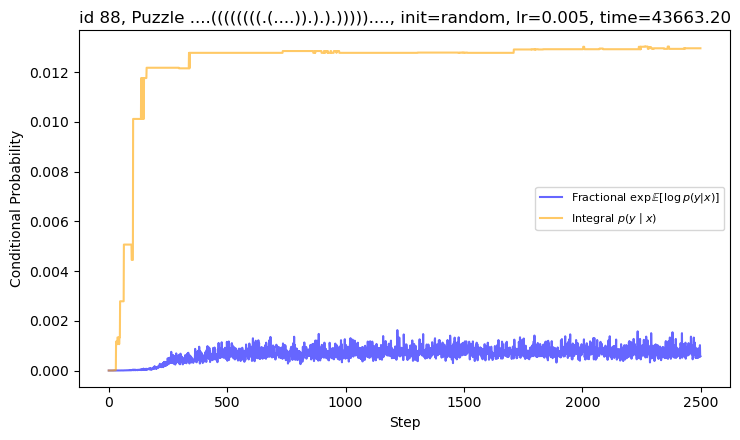 id 88, Puzzle ....((((((((.(....)).).).)))))...., init=random, lr=0.005, time=43663.20
Conditional Probability
0.012
0.010
0.008
0.006
0.004
0.002
0.000
Fractional exp𝔼[log p(y|x)]
Integral p(y | x)
0
500
1000
1500
2000
2500
Step